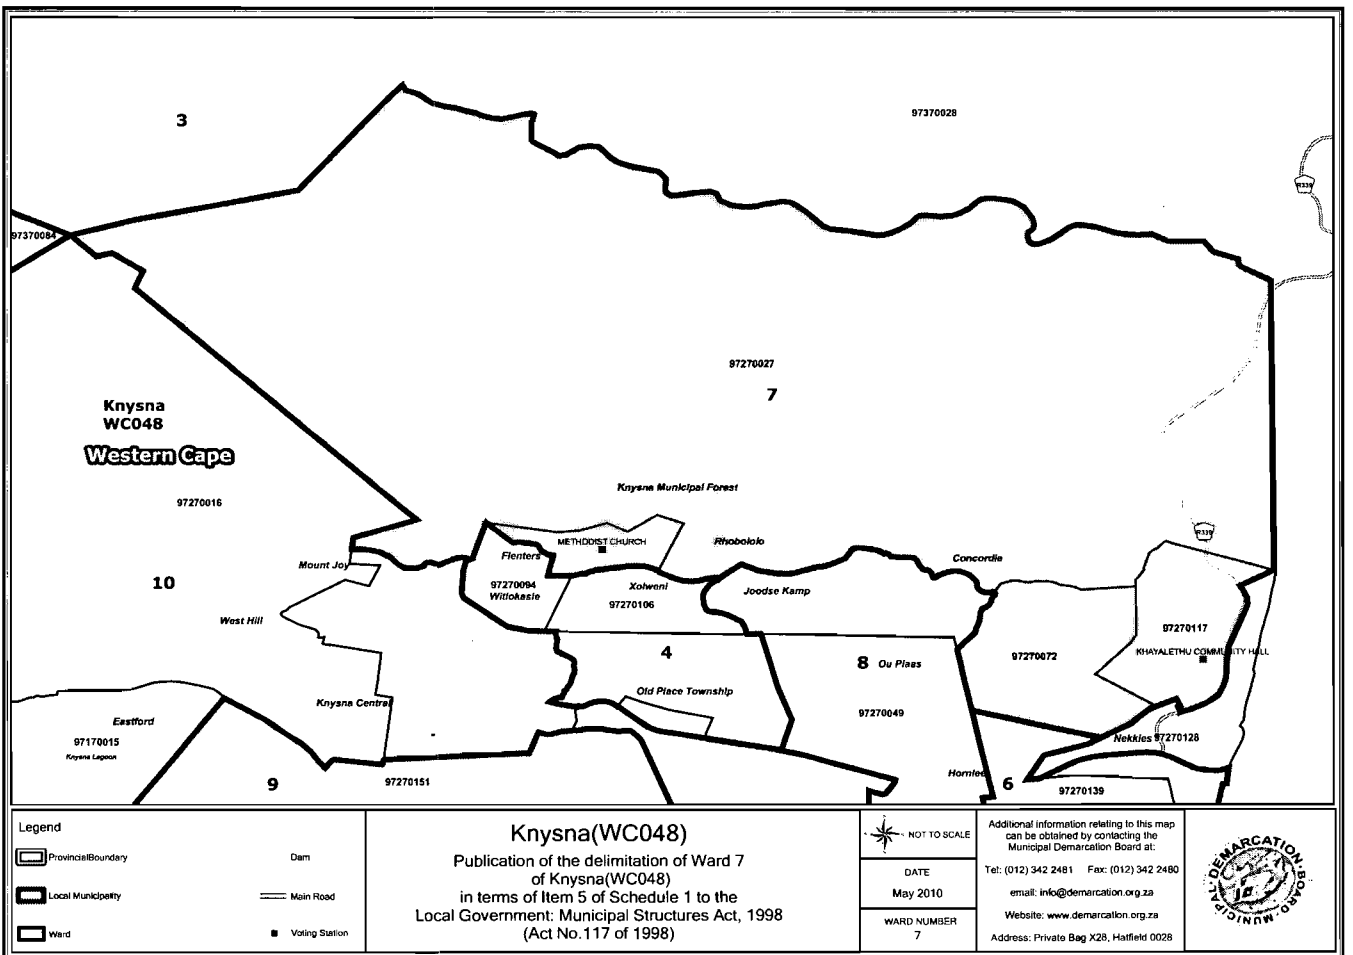 3
97370028
R339
97370084
97270027
7
Knysna
WC048
Western Cape
97270016
Knysna Municipal Forest
R339
METHODIST CHURCH
Rhobololo
Flenters
Concordia
Mount Joy
10
97270094
Witlokasie
Xolweni
97270106
Joodse Kamp
West Hill
97270117
KHAYALETHU COMMUNITY HALL
4
8
Ou Plaas
97270072
Knysna Central
Old Place Township
97270049
Eastford
97170015
Knysna Lagoon
Nekkies
97270128
9
97270151
Hornlee
6
97270139
Legend
ProvincialBoundary
Local Municipality
Ward
Dam
Main Road
Voting Station
Knysna(WC048)
Publication of the delimitation of Ward 7
of Knysna(WC048)
in terms of Item 5 of Schedule 1 to the
Local Government: Municipal Structures Act, 1998
(Act No.117 of 1998)
NOT TO SCALE
DATE
May 2010
WARD NUMBER
7
Additional information relating to this map
can be obtained by contacting the
Municipal Demarcation Board at:
Tel: (012) 342 2481 Fax: (012) 342 2480
email: info@demarcation.org.za
Website: www.demarcation.org.za
Address: Private Bag X28, Hatfield 0028
MUNICIPAL DEMARCATION BOARD